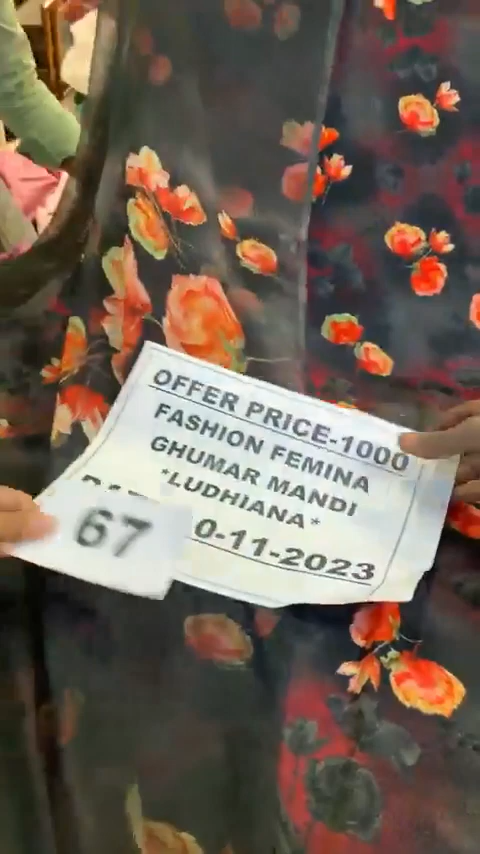 OFFER PRICE-1000
FASHION FEMINA
GHUMAR MANDI
*LUDHIANA*
0-11-2023
67